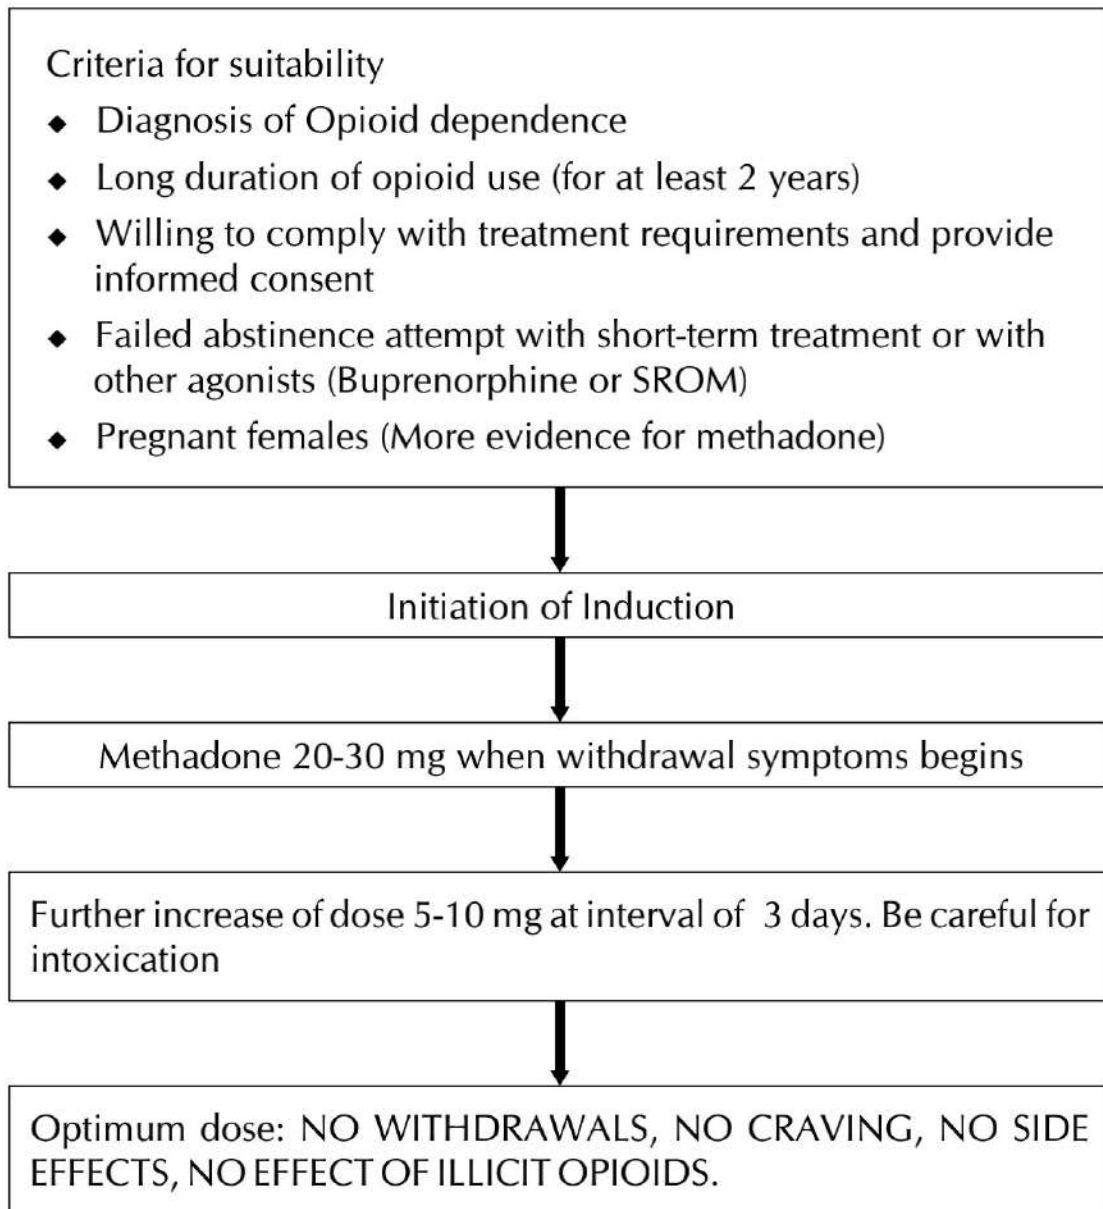 Criteria for suitability
◆ Diagnosis of Opioid dependence
◆ Long duration of opioid use (for at least 2 years)
◆ Willing to comply with treatment requirements and provide
informed consent
◆ Failed abstinence attempt with short-term treatment or with
other agonists (Buprenorphine or SROM)
◆ Pregnant females (More evidence for methadone)
Initiation of Induction
Methadone 20-30 mg when withdrawal symptoms begins
Further increase of dose 5-10 mg at interval of 3 days. Be careful for
intoxication
Optimum dose: NO WITHDRAWALS, NO CRAVING, NO SIDE
EFFECTS, NO EFFECT OF ILLICIT OPIOIDS.